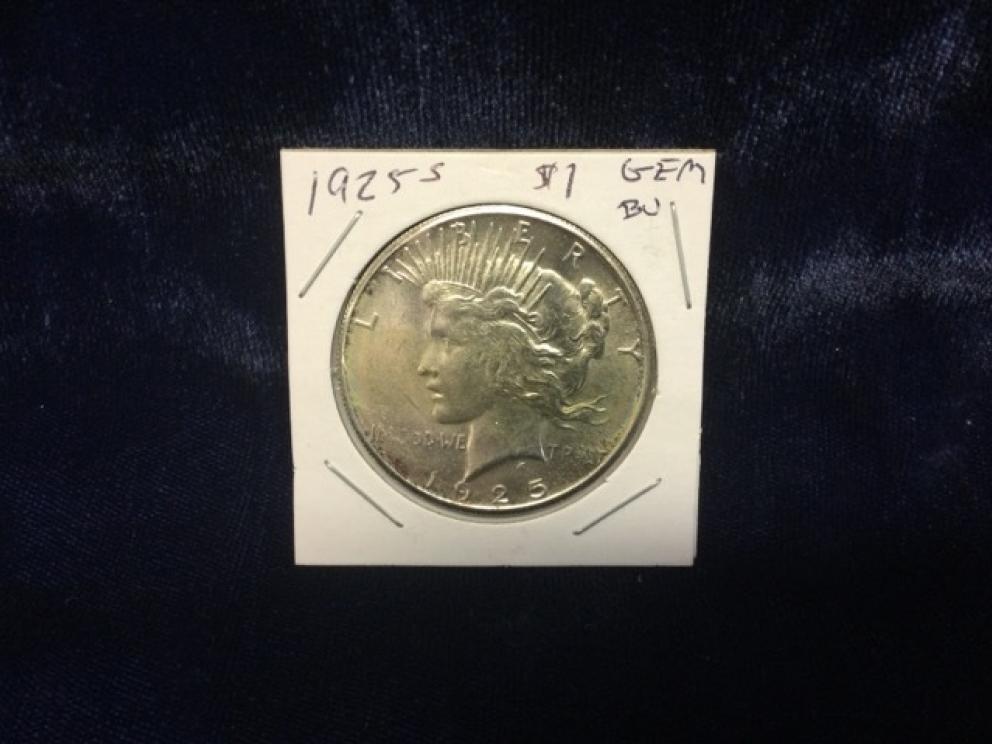 1925 S $1 GEM
BU
LIBERTY
IN GOD WE TRUST
1925